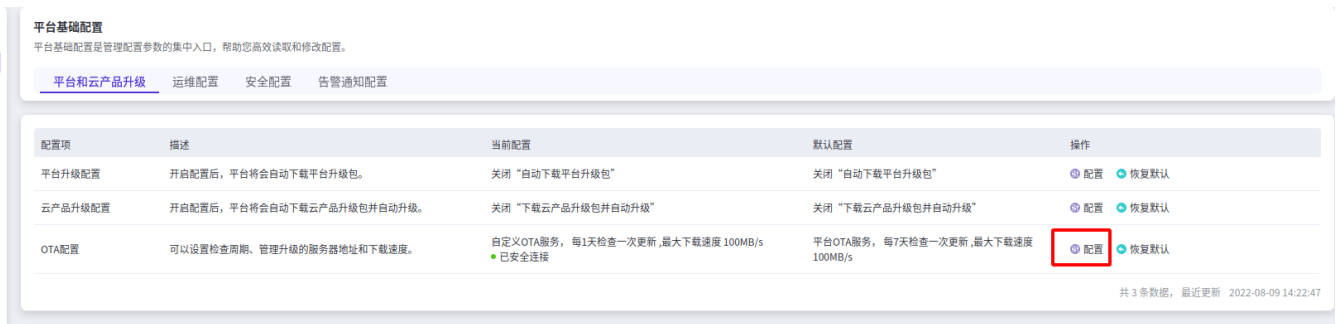 平台基础配置
平台基础配置是管理配置参数的集中入口，帮助您高效读取和修改配置。
平台和云产品升级 运维配置 安全配置 告警通知配置
配置项 描述 当前配置 默认配置 操作
平台升级配置 开启配置后，平台将会自动下载平台升级包。 关闭“自动下载平台升级包” 关闭“自动下载平台升级包” 配置 恢复默认
云产品升级配置 开启配置后，平台将会自动下载云产品升级包并自动升级。 关闭“下载云产品升级包并自动升级” 关闭“下载云产品升级包并自动升级” 配置 恢复默认
OTA配置 可以设置检查周期、管理升级的服务器地址和下载速度。 自定义OTA服务， 每1天检查一次更新 ,最大下载速度 100MB/s 平台OTA服务， 每7天检查一次更新 ,最大下载速度 配置 恢复默认
已安全连接 100MB/s
共 3 条数据， 最近更新 2022-08-09 14:22:47